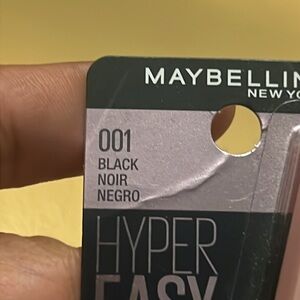 MAYBELLIN
NEW YO
001
BLACK
NOIR
NEGRO
HYPER
EASY